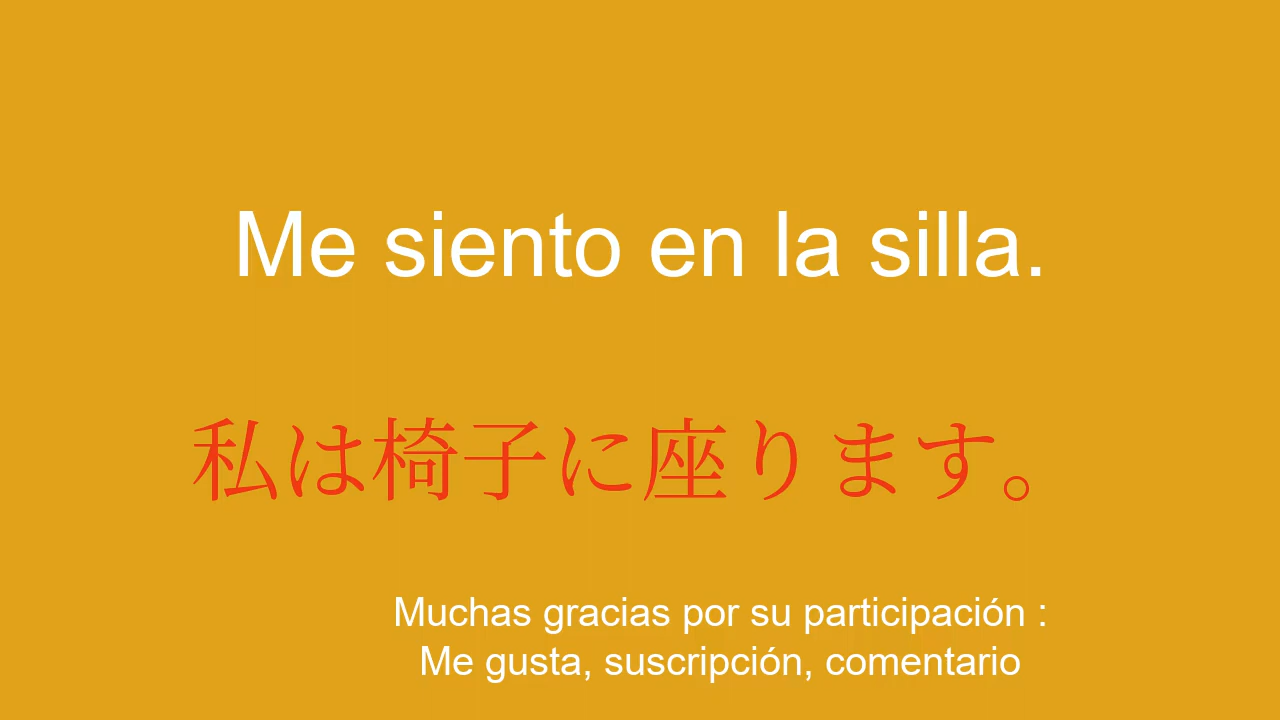 Me siento en la silla.
私は椅子に座ります。
Muchas gracias por su participación :
Me gusta, suscripción, comentario